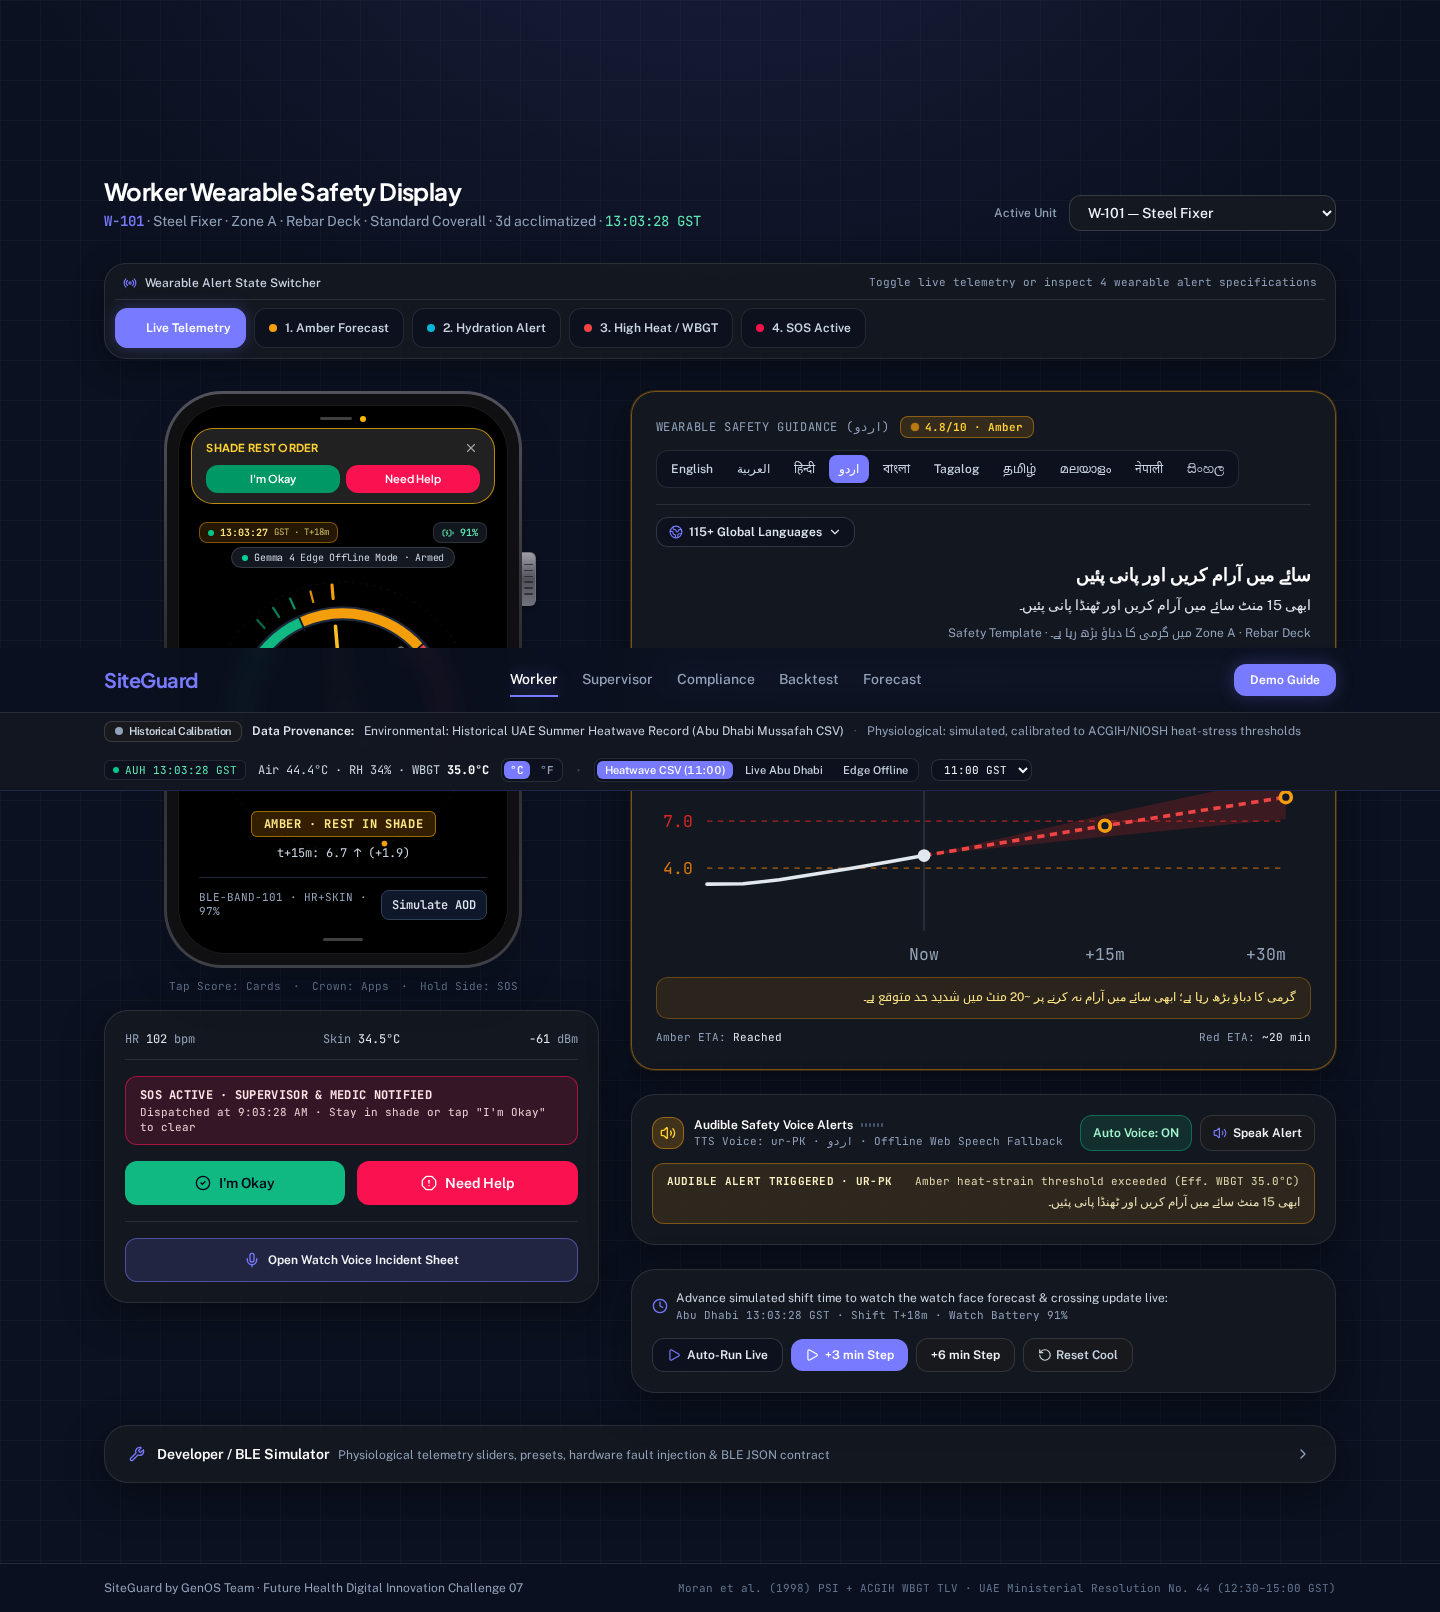 Worker Wearable Safety Display
W-101 · Steel Fixer · Zone A · Rebar Deck · Standard Coverall · 3d acclimatized · 13:03:28 GST
Active Unit
W-101 — Steel Fixer
Wearable Alert State Switcher
Toggle live telemetry or inspect 4 wearable alert specifications
Live Telemetry
1. Amber Forecast
2. Hydration Alert
3. High Heat / WBGT
4. SOS Active
SHADE REST ORDER
I'm Okay
Need Help
13:03:27 GST · T+18m
91%
Gemma 4 Edge Offline Mode · Armed
WEARABLE SAFETY GUIDANCE (اردو)
4.8/10 · Amber
English
العربية
हिन्दी
اردو
বাংলা
Tagalog
தமிழ்
മലയാളം
नेपाली
සිංහල
115+ Global Languages
سائے میں آرام کریں اور پانی پئیں
ابھی 15 منٹ سائے میں آرام کریں اور ٹھنڈا پانی پئیں۔
Zone A · Rebar Deck میں گرمی کا دباؤ بڑھ رہا ہے۔ · Safety Template
SiteGuard
Worker
Supervisor
Compliance
Backtest
Forecast
Demo Guide
Historical Calibration
Data Provenance: Environmental: Historical UAE Summer Heatwave Record (Abu Dhabi Mussafah CSV) · Physiological: simulated, calibrated to ACGIH/NIOSH heat-stress thresholds
AUH 13:03:28 GST
Air 44.4°C · RH 34% · WBGT 35.0°C
°C
°F
·
Heatwave CSV (11:00)
Live Abu Dhabi
Edge Offline
11:00 GST
AMBER · REST IN SHADE
t+15m: 6.7 ↑ (+1.9)
BLE-BAND-101 · HR+SKIN ·
97%
Simulate AOD
Tap Score: Cards · Crown: Apps · Hold Side: SOS
7.0
4.0
Now
+15m
+30m
گرمی کا دباؤ بڑھ رہا ہے؛ ابھی سائے میں آرام نہ کرنے پر ~20 منٹ میں شدید حد متوقع ہے۔
Amber ETA: Reached
Red ETA: ~20 min
HR 102 bpm
Skin 34.5°C
-61 dBm
SOS ACTIVE · SUPERVISOR & MEDIC NOTIFIED
Dispatched at 9:03:28 AM · Stay in shade or tap "I'm Okay"
to clear
I'm Okay
Need Help
Open Watch Voice Incident Sheet
Audible Safety Voice Alerts
TTS Voice: ur-PK · اردو · Offline Web Speech Fallback
Auto Voice: ON
Speak Alert
AUDIBLE ALERT TRIGGERED · UR-PK
Amber heat-strain threshold exceeded (Eff. WBGT 35.0°C)
ابھی 15 منٹ سائے میں آرام کریں اور ٹھنڈا پانی پئیں۔
Advance simulated shift time to watch the watch face forecast & crossing update live:
Abu Dhabi 13:03:28 GST · Shift T+18m · Watch Battery 91%
Auto-Run Live
+3 min Step
+6 min Step
Reset Cool
Developer / BLE Simulator
Physiological telemetry sliders, presets, hardware fault injection & BLE JSON contract
SiteGuard by GenOS Team · Future Health Digital Innovation Challenge 07
Moran et al. (1998) PSI + ACGIH WBGT TLV · UAE Ministerial Resolution No. 44 (12:30–15:00 GST)